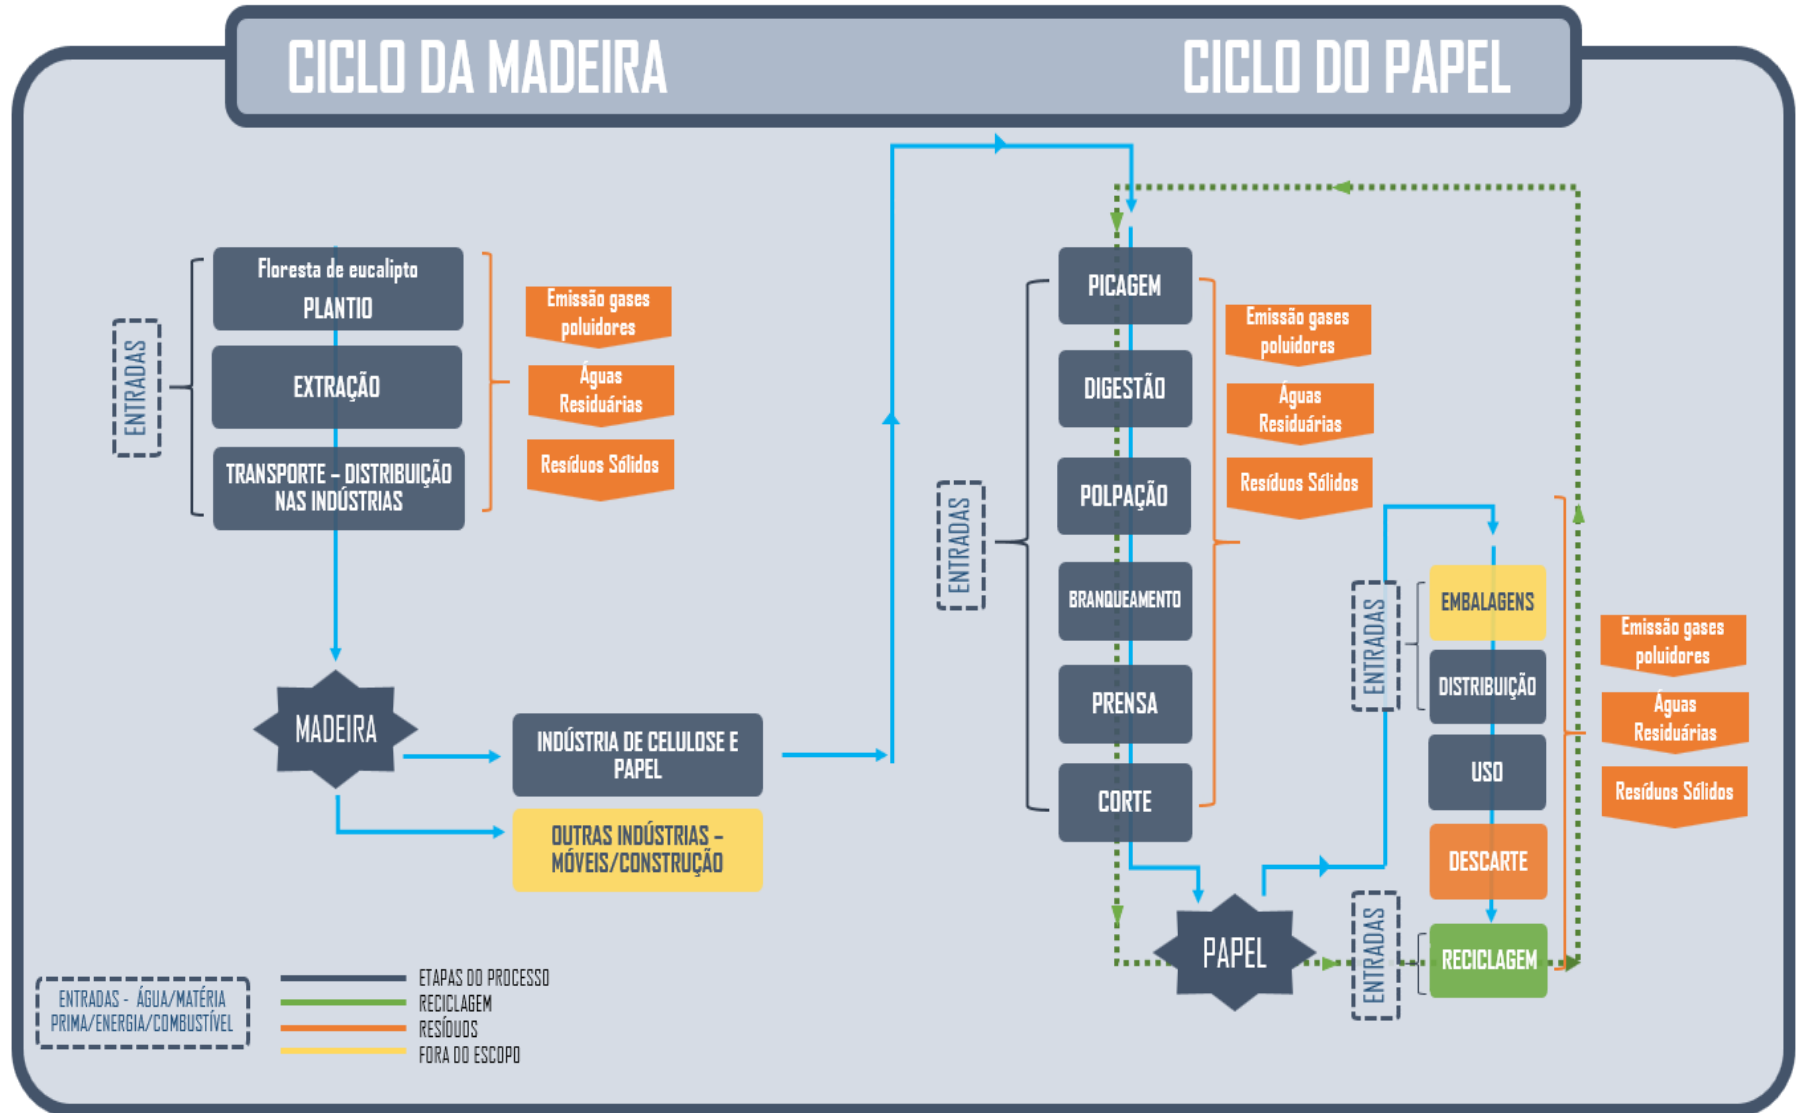 CICLO DA MADEIRA
CICLO DO PAPEL
ENTRADAS
Floresta de eucalipto
PLANTIO
EXTRAÇÃO
TRANSPORTE – DISTRIBUIÇÃO
NAS INDÚSTRIAS
Emissão gases
poluidores
Águas
Residuárias
Resíduos Sólidos
MADEIRA
INDÚSTRIA DE CELULOSE E
PAPEL
OUTRAS INDÚSTRIAS –
MÓVEIS/CONSTRUÇÃO
ENTRADAS
PICAGEM
DIGESTÃO
POLPAÇÃO
BRANQUEAMENTO
PRENSA
CORTE
Emissão gases
poluidores
Águas
Residuárias
Resíduos Sólidos
PAPEL
ENTRADAS
EMBALAGENS
DISTRIBUIÇÃO
USO
DESCARTE
ENTRADAS
RECICLAGEM
Emissão gases
poluidores
Águas
Residuárias
Resíduos Sólidos
ENTRADAS - ÁGUA/MATÉRIA
PRIMA/ENERGIA/COMBUSTÍVEL
ETAPAS DO PROCESSO
RECICLAGEM
RESÍDUOS
FORA DO ESCOPO